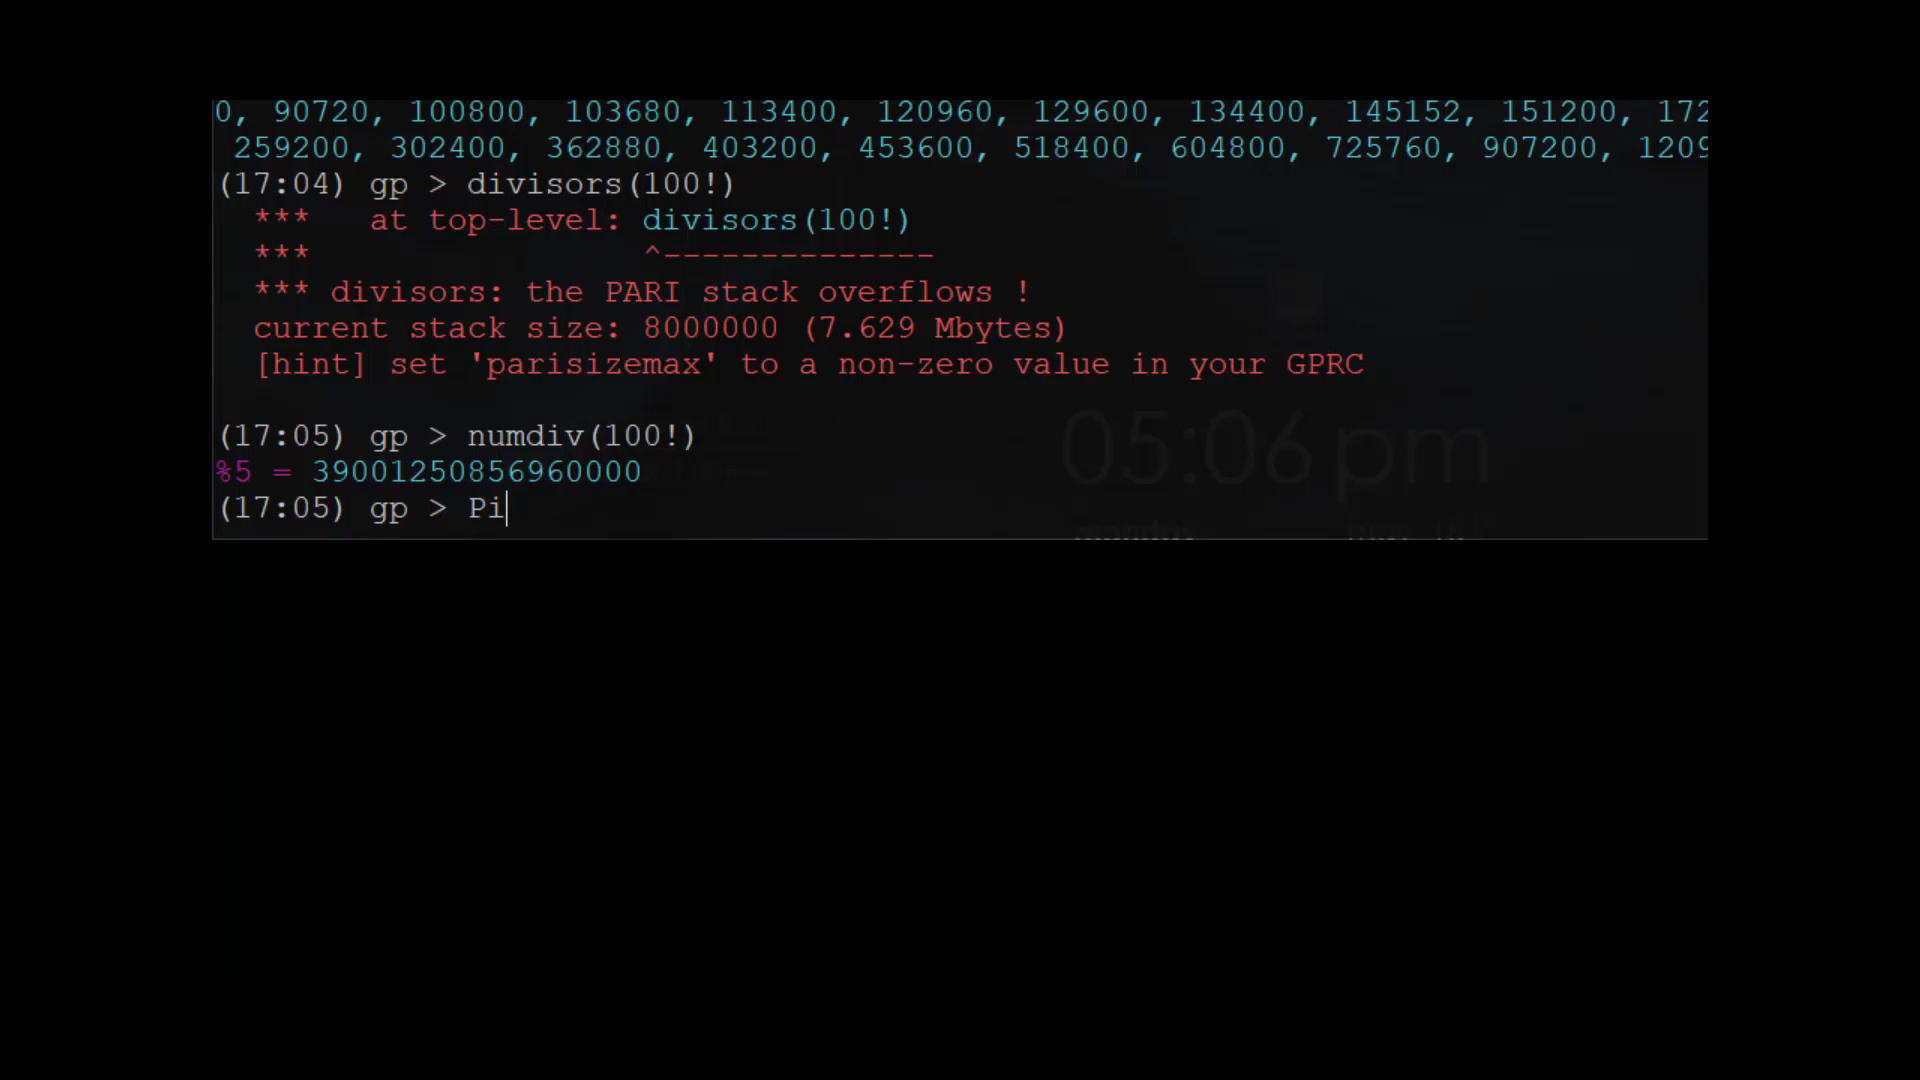 0, 90720, 100800, 103680, 113400, 120960, 129600, 134400, 145152, 151200, 172
259200, 302400, 362880, 403200, 453600, 518400, 604800, 725760, 907200, 1209
(17:04) gp > divisors(100!)
*** at top-level: divisors(100!)
*** ^--------------
*** divisors: the PARI stack overflows !
current stack size: 8000000 (7.629 Mbytes)
[hint] set 'parisizemax' to a non-zero value in your GPRC
(17:05) gp > numdiv(100!)
05:06 pm
%5 = 39001250856960000
(17:05) gp > Pi